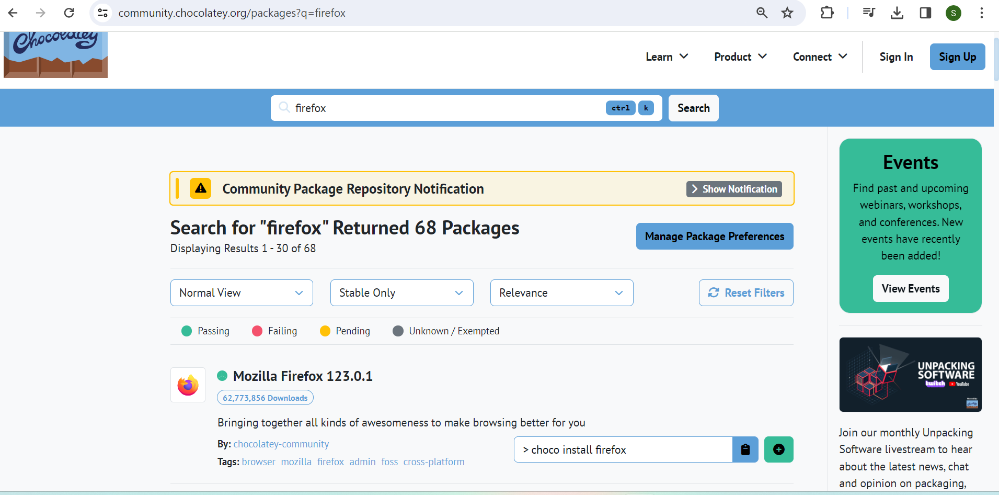 community.chocolatey.org/packages?q=firefox
S
Chocolatey
Learn
Product
Connect
Sign In
Sign Up
firefox
ctrl
k
Search
Community Package Repository Notification
Show Notification
Search for "firefox" Returned 68 Packages
Displaying Results 1 - 30 of 68
Manage Package Preferences
Normal View
Stable Only
Relevance
Reset Filters
Passing
Failing
Pending
Unknown / Exempted
Mozilla Firefox 123.0.1
62,773,856 Downloads
Bringing together all kinds of awesomeness to make browsing better for you
By: chocolatey-community
Tags: browser mozilla firefox admin foss cross-platform
> choco install firefox
Events
Find past and upcoming
webinars, workshops,
and conferences. New
events have recently
been added!
View Events
UNPACKING
SOFTWARE
twitch YouTube
Hosted By:
Join our monthly Unpacking
Software livestream to hear
about the latest news, chat
and opinion on packaging,